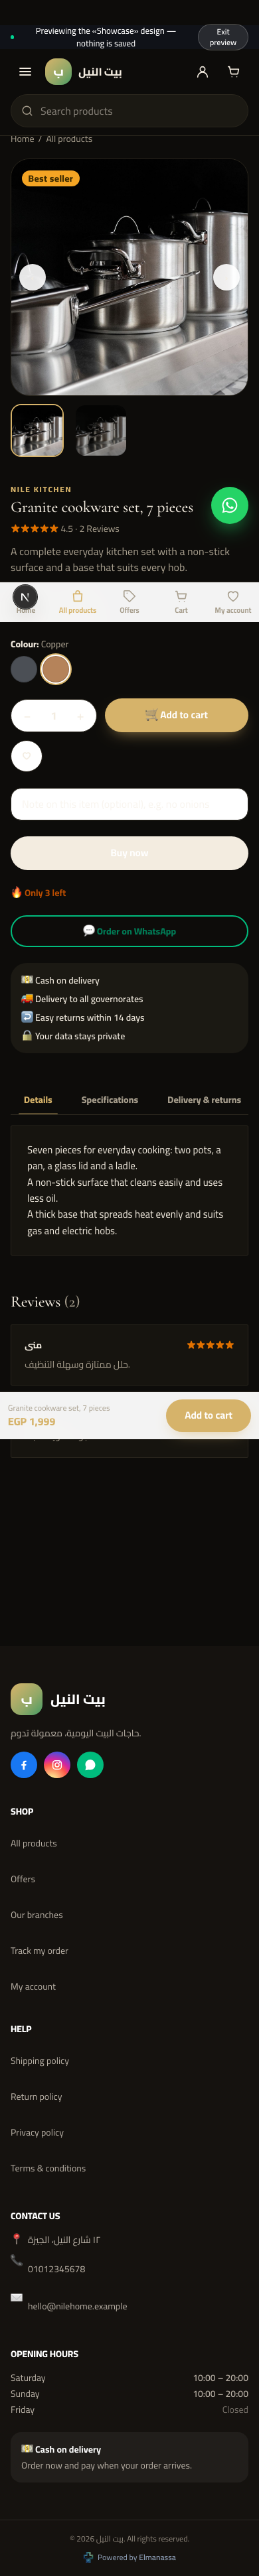 Previewing the «Showcase» design —
nothing is saved
Exit
preview
ب
بيت النيل
Search products
Home / All products
Best seller
NILE KITCHEN
Granite cookware set, 7 pieces
4.5 · 2 Reviews
A complete everyday kitchen set with a non-stick
surface and a base that suits every hob.
N
Home
All products
Offers
Cart
My account
Colour: Copper
− 1 +
🛒 Add to cart
Buy now
🔥 Only 3 left
💬 Order on WhatsApp
💵 Cash on delivery
🚚 Delivery to all governorates
↩️ Easy returns within 14 days
🔒 Your data stays private
Details
Specifications
Delivery & returns
Seven pieces for everyday cooking: two pots, a
pan, a glass lid and a ladle.
A non-stick surface that cleans easily and uses
less oil.
A thick base that spreads heat evenly and suits
gas and electric hobs.
Reviews (2)
منى
حلل ممتازة وسهلة التنظيف.
Granite cookware set, 7 pieces
EGP 1,999
Add to cart
ب
بيت النيل
حاجات البيت اليومية، معمولة تدوم.
SHOP
All products
Offers
Our branches
Track my order
My account
HELP
Shipping policy
Return policy
Privacy policy
Terms & conditions
CONTACT US
📍 ١٢ شارع النيل، الجيزة
📞 01012345678
✉️ hello@nilehome.example
OPENING HOURS
Saturday 10:00 – 20:00
Sunday 10:00 – 20:00
Friday Closed
💵 Cash on delivery
Order now and pay when your order arrives.
© 2026 بيت النيل. All rights reserved.
Powered by Elmanassa